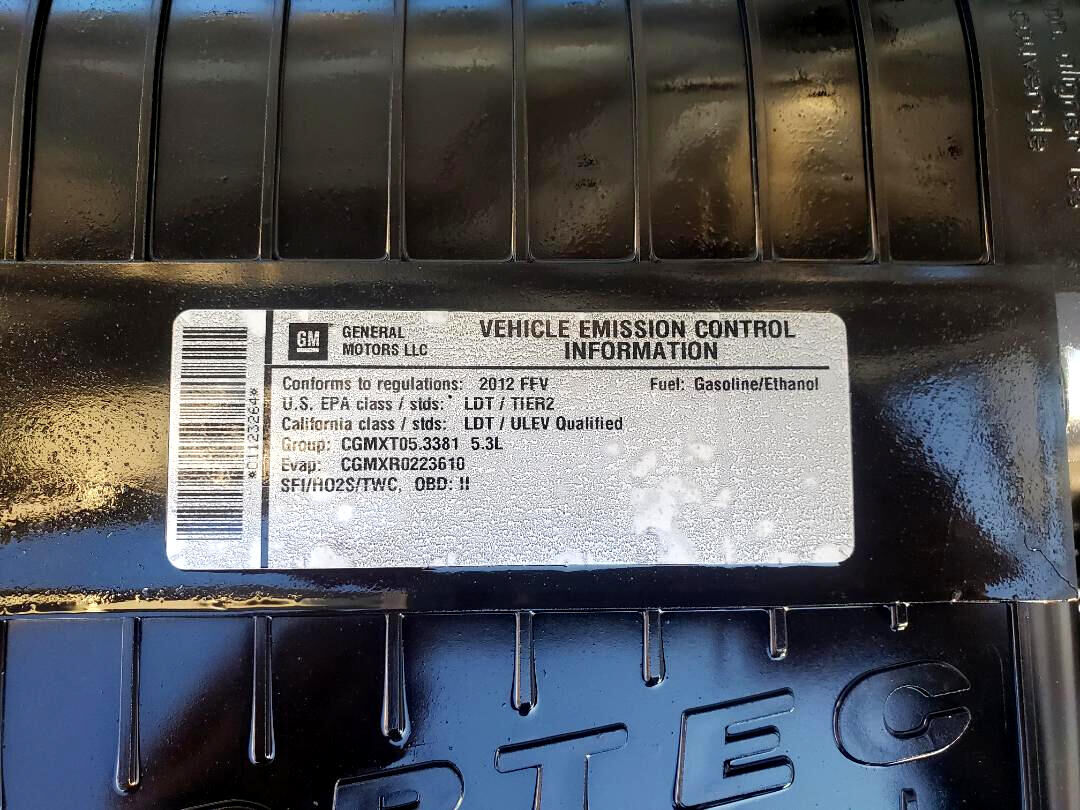 GM GENERAL MOTORS LLC
VEHICLE EMISSION CONTROL
INFORMATION
*C1123264*
Conforms to regulations: 2012 FFV Fuel: Gasoline/Ethanol
U.S. EPA class / stds: LDT / TIER2
California class / stds: LDT / ULEV Qualified
Group: CGMXT05.3381 5.3L
Evap: CGMXR0223610
SFI/HO2S/TWC, OBD: II
couvercle
RTEC